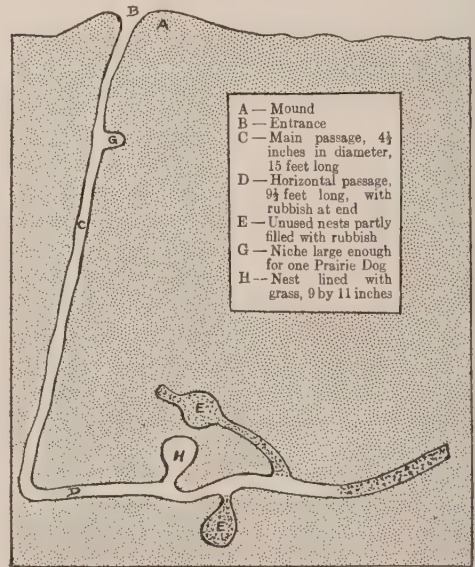 B
A
G
C
E
H
D
E
A — Mound
B — Entrance
C — Main passage, 4½
inches in diameter,
15 feet long
D — Horizontal passage,
9½ feet long, with
rubbish at end
E — Unused nests partly
filled with rubbish
G — Niche large enough
for one Prairie Dog
H — Nest lined with
grass, 9 by 11 inches